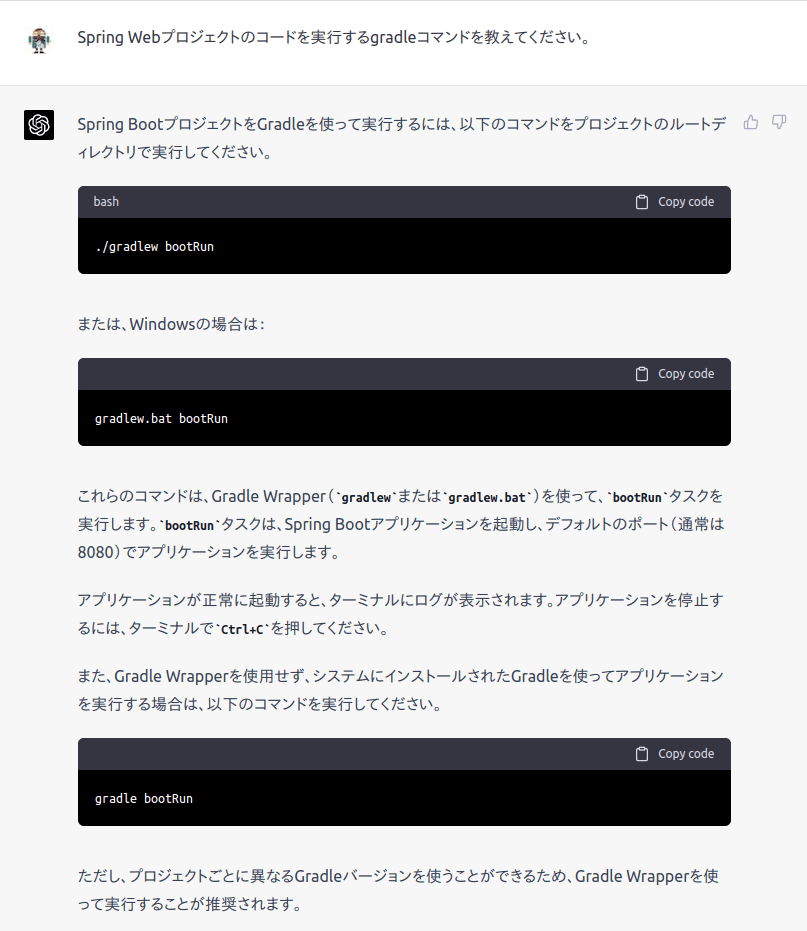 Spring Webプロジェクトのコードを実行するgradleコマンドを教えてください。
Spring BootプロジェクトをGradleを使って実行するには、以下のコマンドをプロジェクトのルートデ
ィレクトリで実行してください。
bash
Copy code
./gradlew bootRun
または、Windowsの場合は：
Copy code
gradlew.bat bootRun
これらのコマンドは、Gradle Wrapper（`gradlew`または`gradlew.bat`）を使って、`bootRun`タスクを
実行します。`bootRun`タスクは、Spring Bootアプリケーションを起動し、デフォルトのポート（通常は
8080）でアプリケーションを実行します。
アプリケーションが正常に起動すると、ターミナルにログが表示されます。アプリケーションを停止す
るには、ターミナルで`Ctrl+C`を押してください。
また、Gradle Wrapperを使用せず、システムにインストールされたGradleを使ってアプリケーション
を実行する場合は、以下のコマンドを実行してください。
Copy code
gradle bootRun
ただし、プロジェクトごとに異なるGradleバージョンを使うことができるため、Gradle Wrapperを使
って実行することが推奨されます。